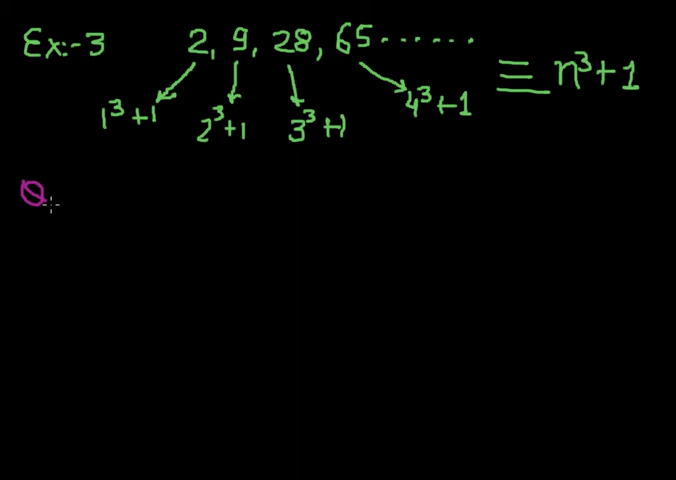 Ex:-3 2, 9, 28, 65....... ≡ n³+1
1³+1 2³+1 3³+1 4³+1
Q